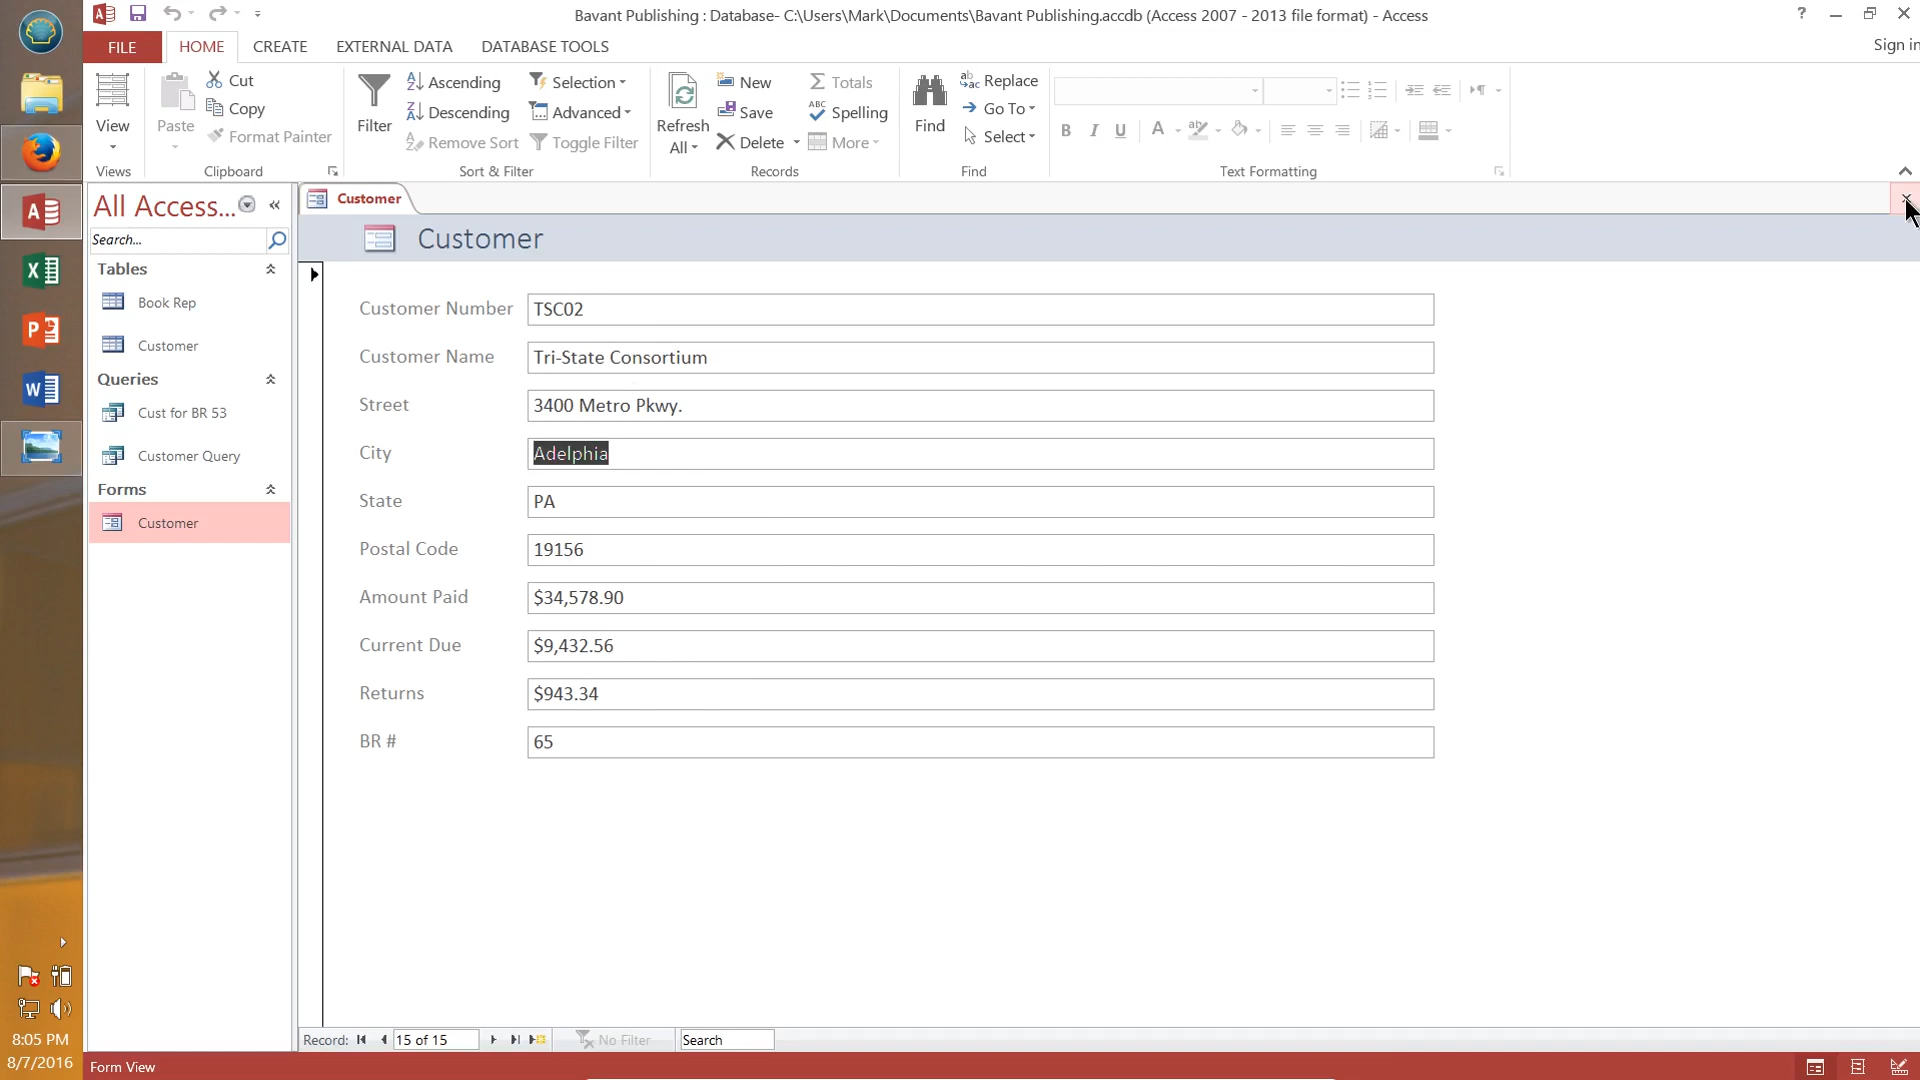 Bavant Publishing : Database- C:\Users\Mark\Documents\Bavant Publishing.accdb (Access 2007 - 2013 file format) - Access
?
FILE HOME CREATE EXTERNAL DATA DATABASE TOOLS
Sign in
View
Views
Paste
Cut
Copy
Format Painter
Clipboard
Filter
Ascending
Descending
Remove Sort
Selection
Advanced
Toggle Filter
Sort & Filter
Refresh
All
New
Save
Delete
Totals
Spelling
More
Records
Find
Replace
Go To
Select
Find
B I U A
Text Formatting
All Access...
Search...
Tables
Book Rep
Customer
Queries
Cust for BR 53
Customer Query
Forms
Customer
Customer
Customer
Customer Number TSC02
Customer Name Tri-State Consortium
Street 3400 Metro Pkwy.
City Adelphia
State PA
Postal Code 19156
Amount Paid $34,578.90
Current Due $9,432.56
Returns $943.34
BR # 65
Record: 15 of 15 No Filter Search
Form View
8:05 PM
8/7/2016